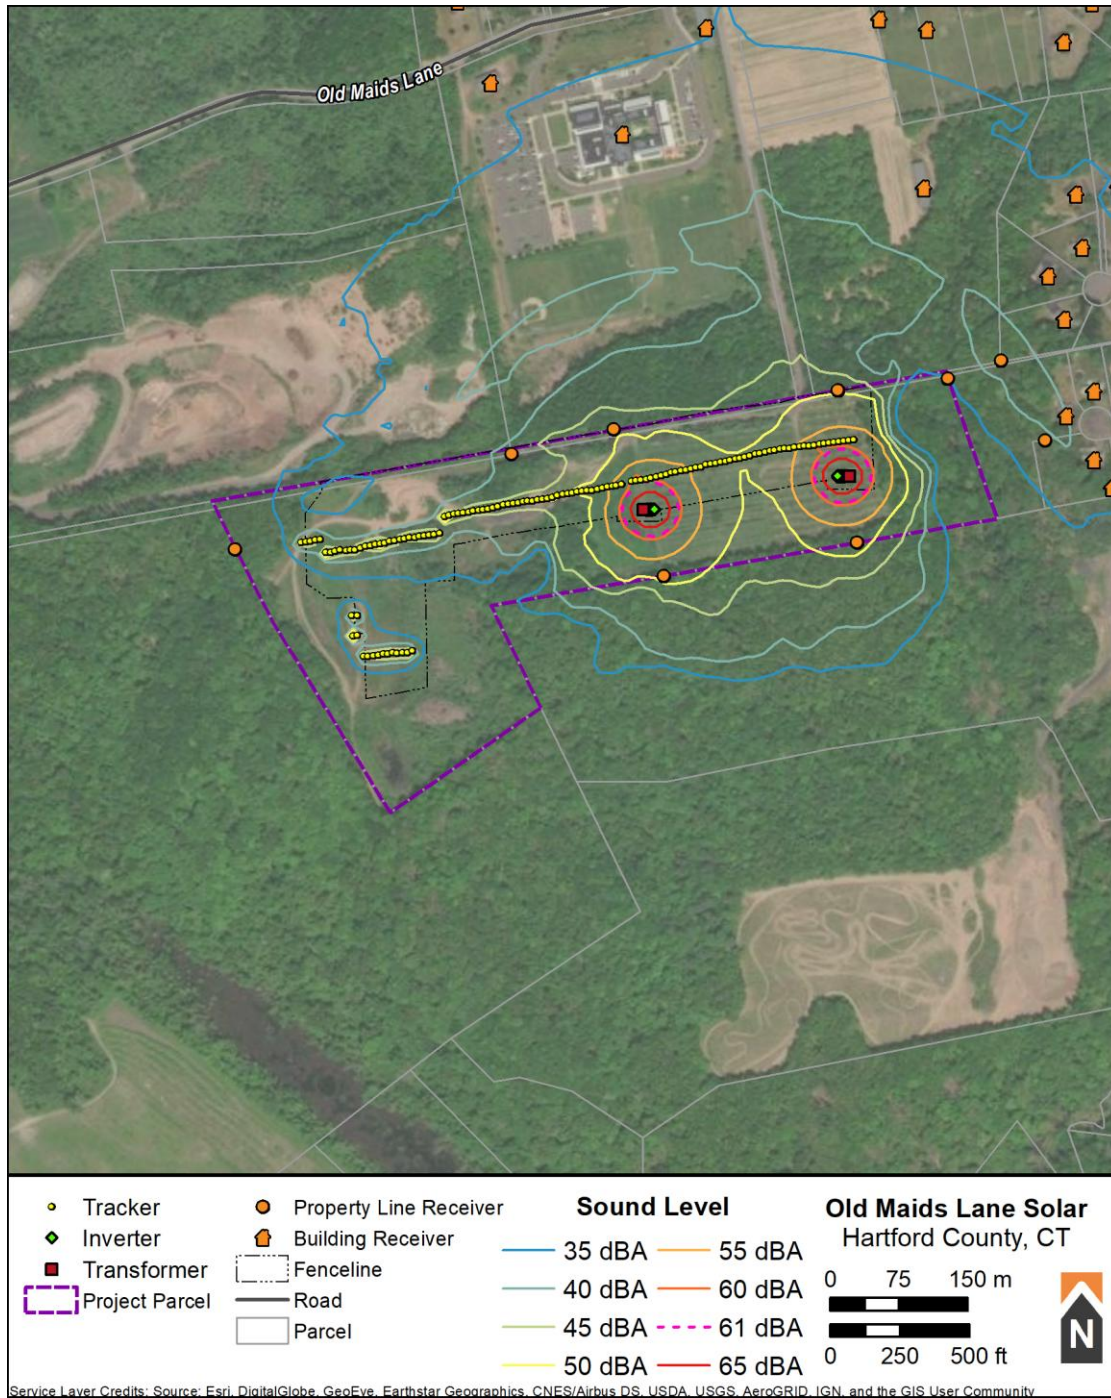 Old Maids Lane
Tracker
Inverter
Transformer
Project Parcel
Property Line Receiver
Building Receiver
Fenceline
Road
Parcel
Sound Level
35 dBA
40 dBA
45 dBA
50 dBA
55 dBA
60 dBA
61 dBA
65 dBA
Old Maids Lane Solar
Hartford County, CT
0 75 150 m
0 250 500 ft
N
Service Layer Credits: Source: Esri, DigitalGlobe, GeoEye, Earthstar Geographics, CNES/Airbus DS, USDA, USGS, AeroGRID, IGN, and the GIS User Community